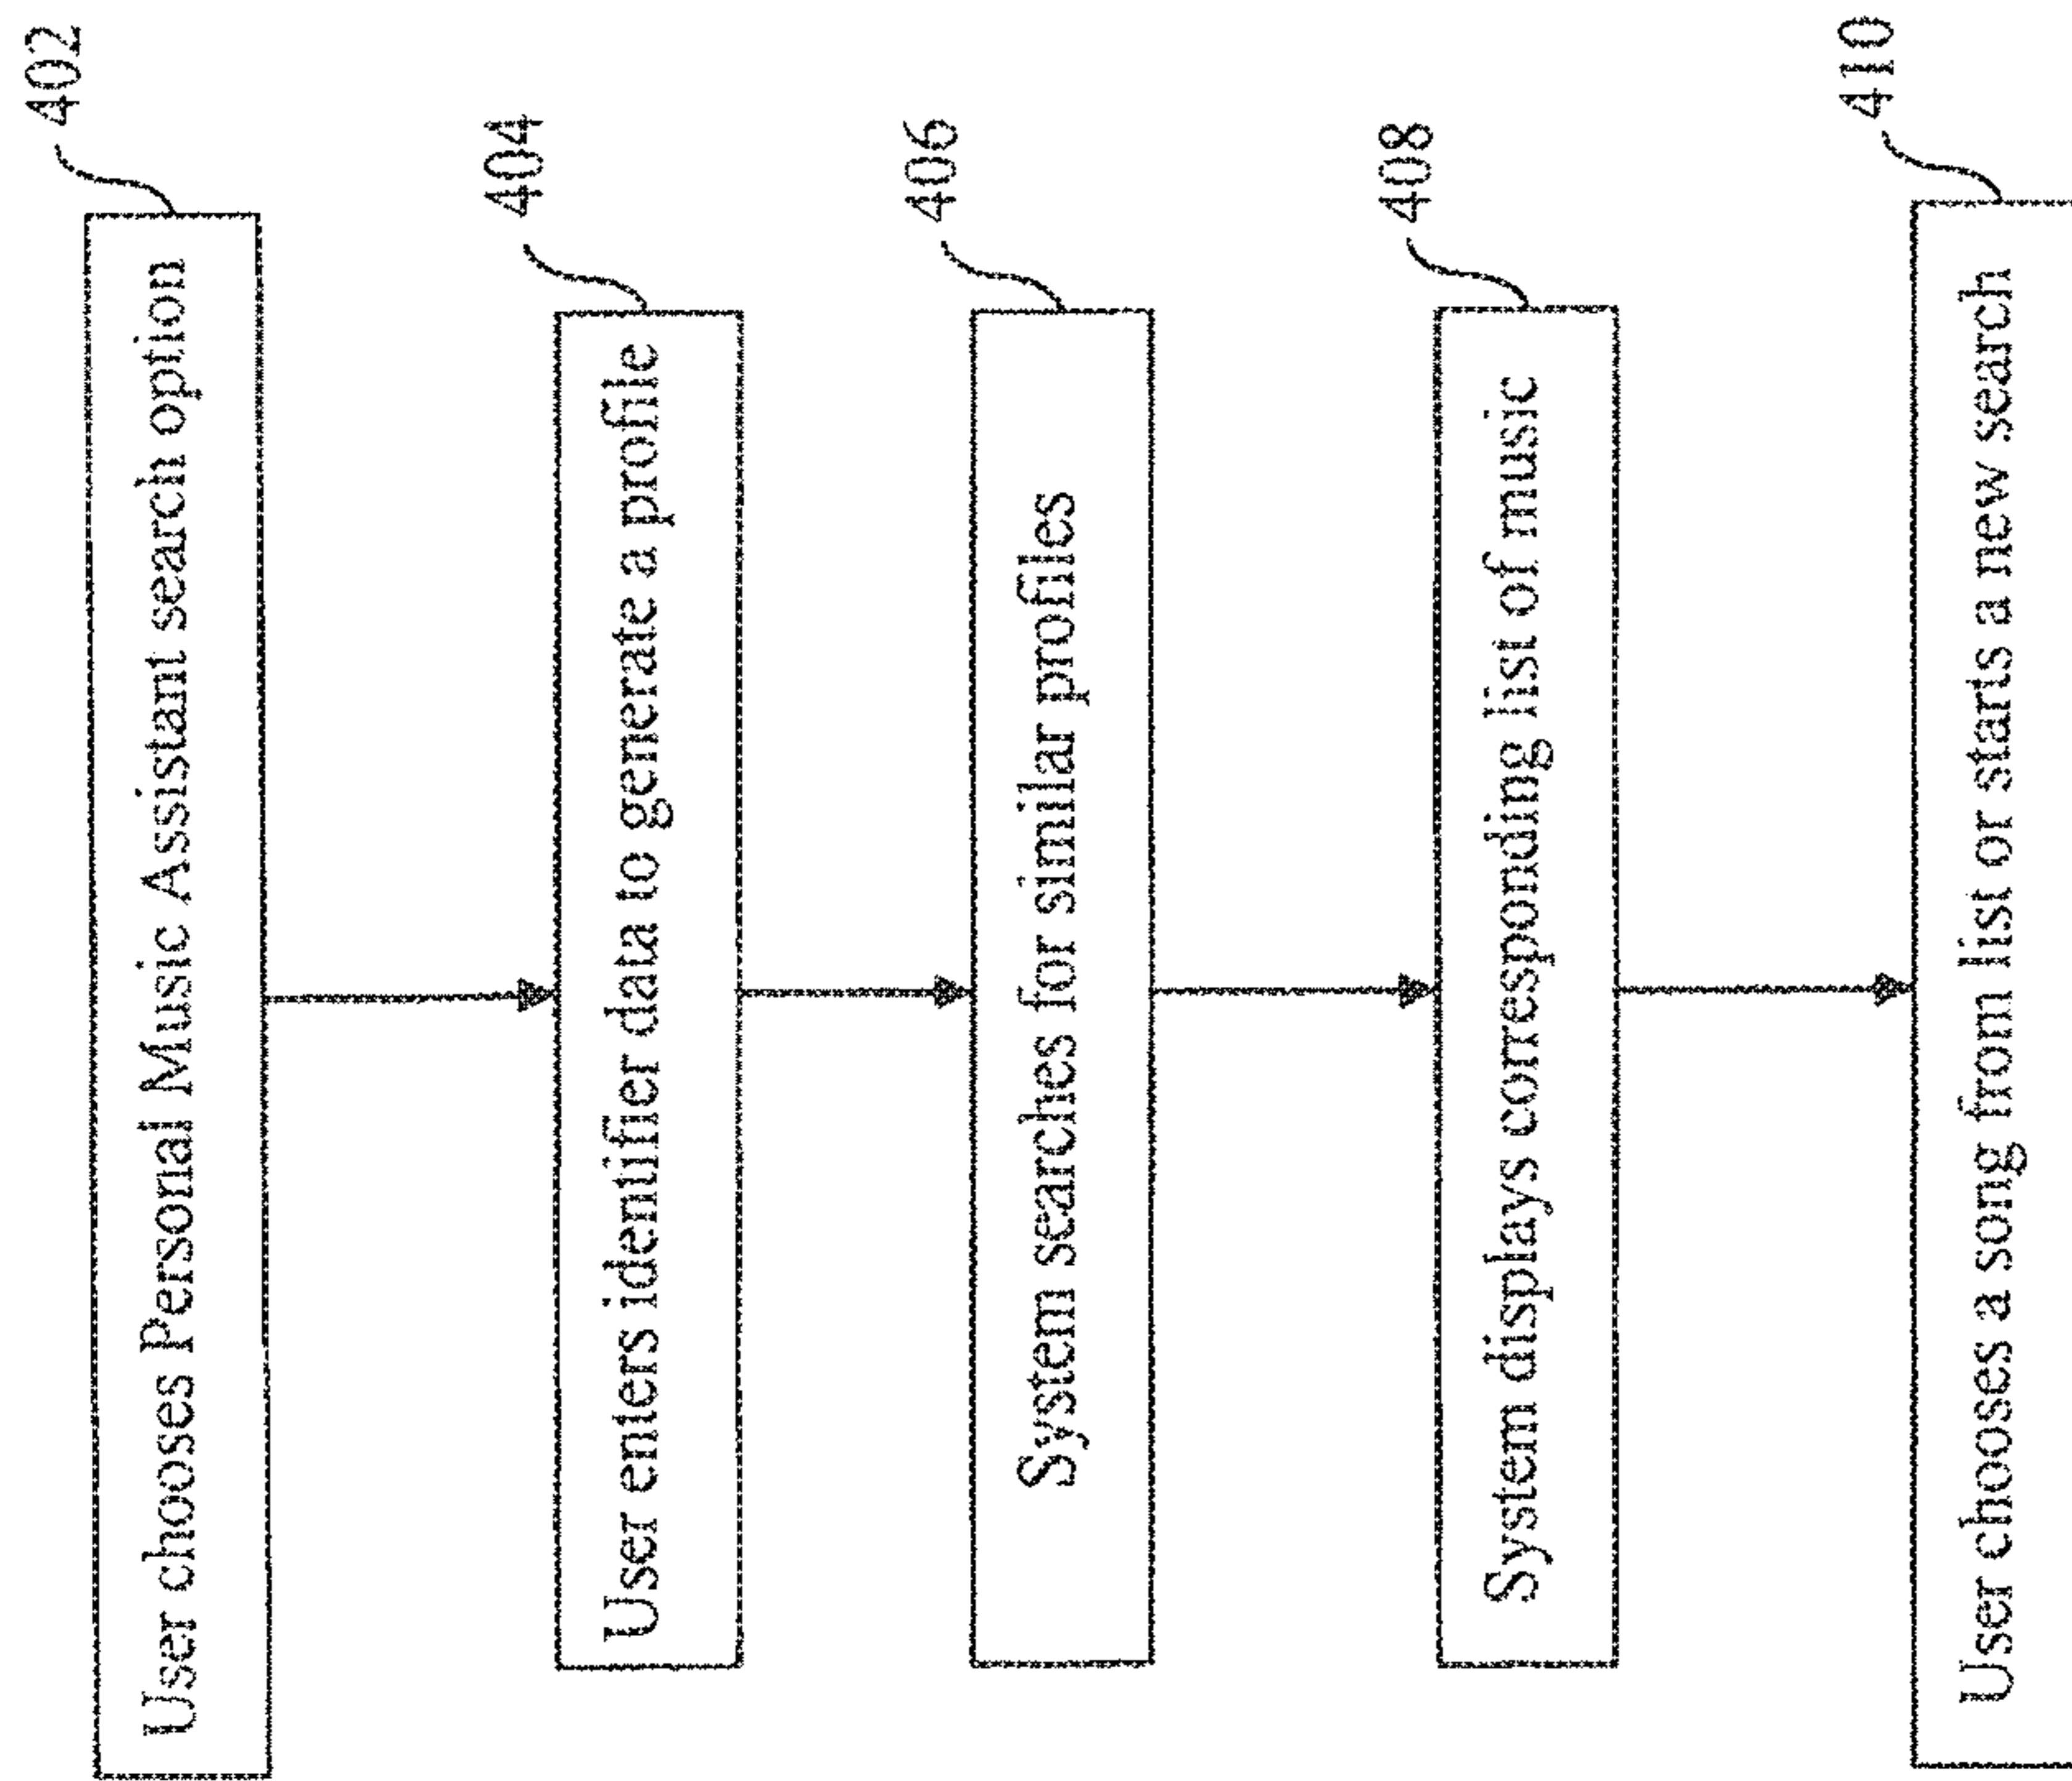 402
User chooses Personal Music Assistant search option
404
User enters identifier data to generate a profile
406
System searches for similar profiles
408
System displays corresponding list of music
410
User chooses a song from list or starts a new search